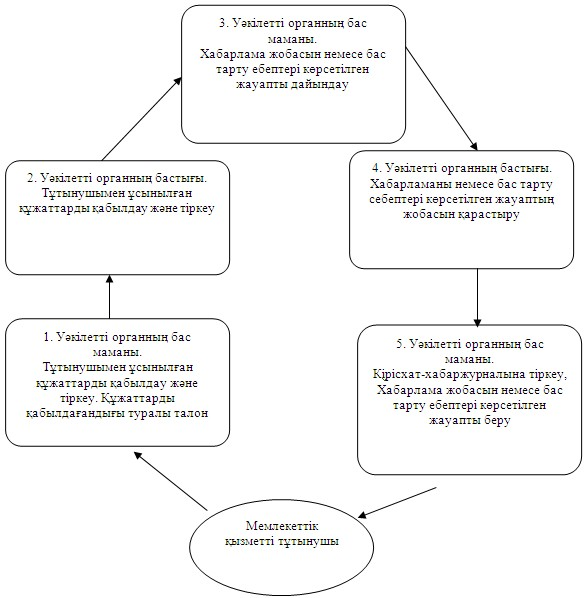 3. Уәкілетті органның бас
маманы.
Хабарлама жобасын немесе бас
тарту ебептері көрсетілген
жауапты дайындау
2. Уәкілетті органның бастығы.
Тұтынушымен ұсынылған
құжаттарды қабылдау және тіркеу
4. Уәкілетті органның бастығы.
Хабарламаны немесе бас тарту
себептері көрсетілген жауаптың
жобасын қарастыру
1. Уәкілетті органның бас
маманы.
Тұтынушымен ұсынылған
құжаттарды қабылдау және
тіркеу. Құжаттарды
қабылдағандығы туралы талон
5. Уәкілетті органның бас
маманы.
Кірісхат-хабаржурналына тіркеу,
Хабарлама жобасын немесе бас
тарту ебептері көрсетілген
жауапты беру
Мемлекеттік
қызметті тұтынушы